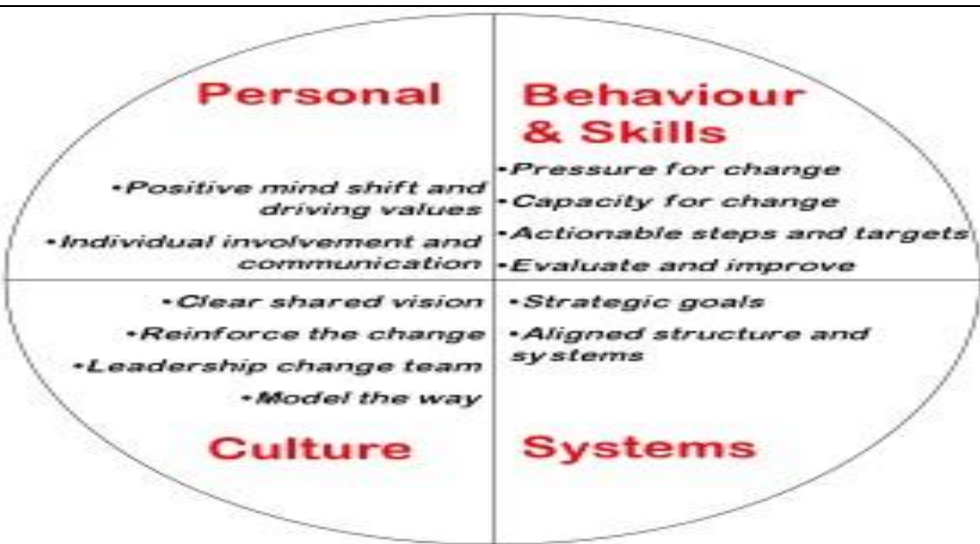 Personal
•Positive mind shift and
driving values
•Individual involvement and
communication
Behaviour
& Skills
•Pressure for change
•Capacity for change
•Actionable steps and targets
•Evaluate and improve
•Clear shared vision
•Reinforce the change
•Leadership change team
•Model the way
Culture
•Strategic goals
•Aligned structure and
systems
Systems